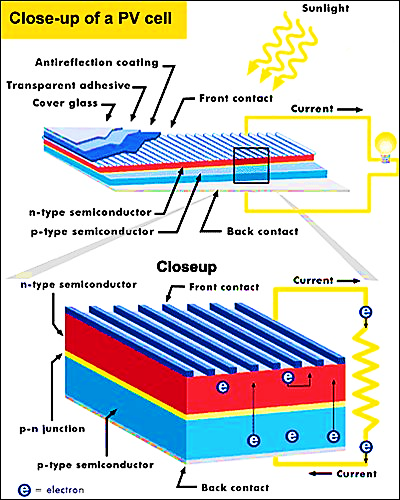 Close-up of a PV cell
Sunlight
Antireflection coating
Transparent adhesive
Cover glass
Front contact
Current
n-type semiconductor
p-type semiconductor
Back contact
Closeup
n-type semiconductor
Front contact
Current
e
e
e
p-n junction
e
e
e
e
p-type semiconductor
Back contact
Current
e = electron